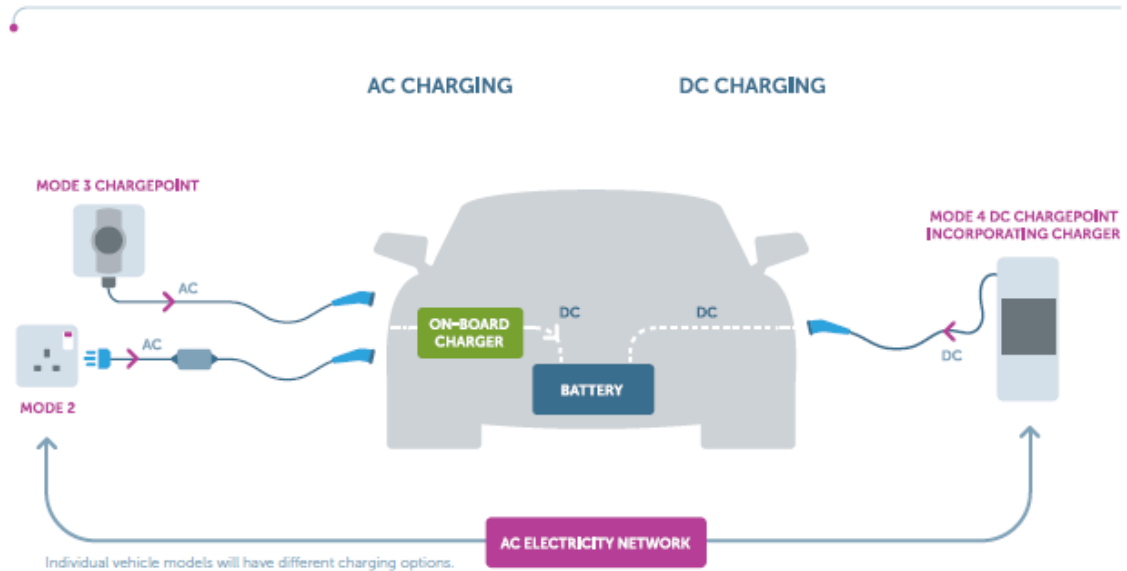 AC CHARGING
DC CHARGING
MODE 3 CHARGEPOINT
MODE 4 DC CHARGEPOINT
INCORPORATING CHARGER
AC
ON-BOARD
CHARGER
DC
DC
AC
DC
BATTERY
MODE 2
AC ELECTRICITY NETWORK
Individual vehicle models will have different charging options.